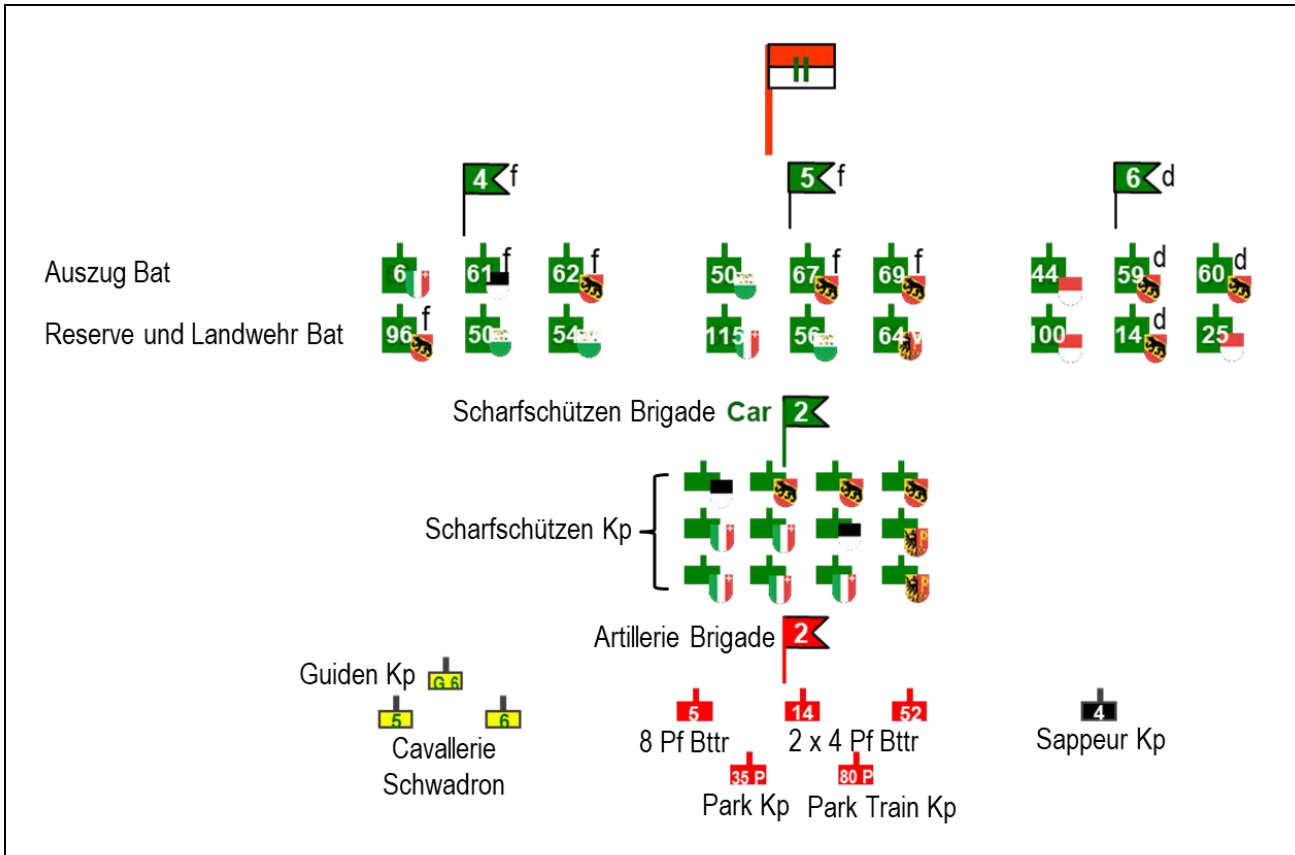 II
4 f 5 f 6 d
Auszug Bat 6 61 f 62 f 50 67 f 69 f 44 59 d 60 d
Reserve und Landwehr Bat 96 f 50 54 115 56 64 v 100 14 d 25
Scharfschützen Brigade Car 2
Scharfschützen Kp
Artillerie Brigade 2
Guiden Kp G 6
5 6
Cavallerie
Schwadron
5 14 52
8 Pf Bttr 2 x 4 Pf Bttr
35 P 80 P
Park Kp Park Train Kp
4
Sappeur Kp